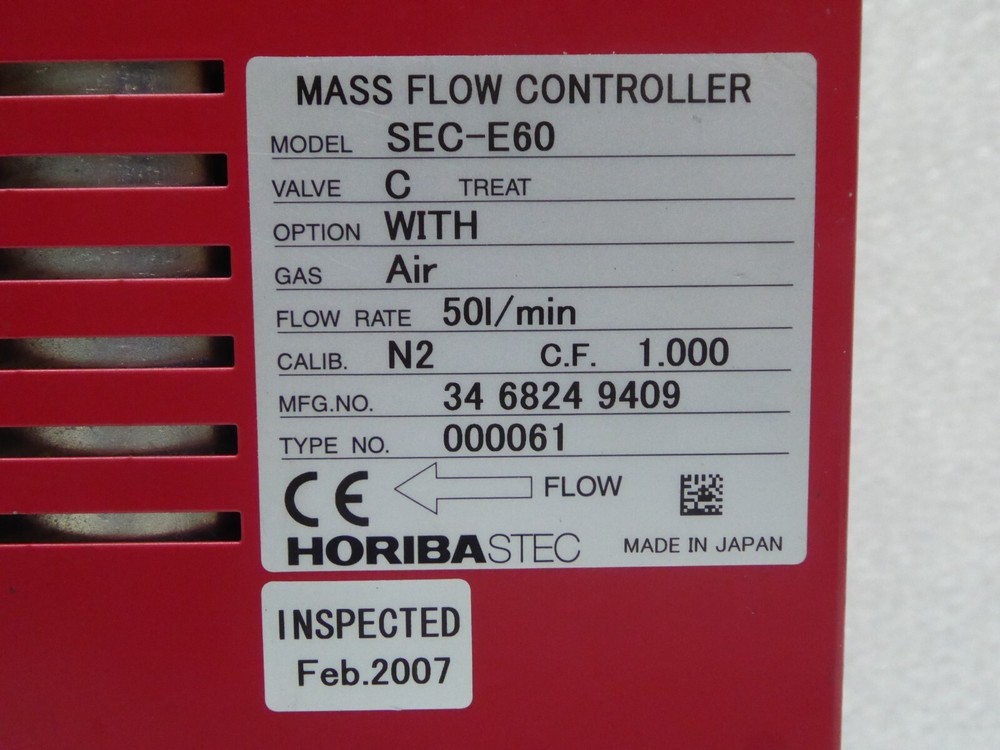 MASS FLOW CONTROLLER
MODEL SEC-E60
VALVE C TREAT
OPTION WITH
GAS Air
FLOW RATE 50l/min
CALIB. N2 C.F. 1.000
MFG.NO. 34 6824 9409
TYPE NO. 000061
CE FLOW
HORIBASTEC MADE IN JAPAN
INSPECTED
Feb.2007